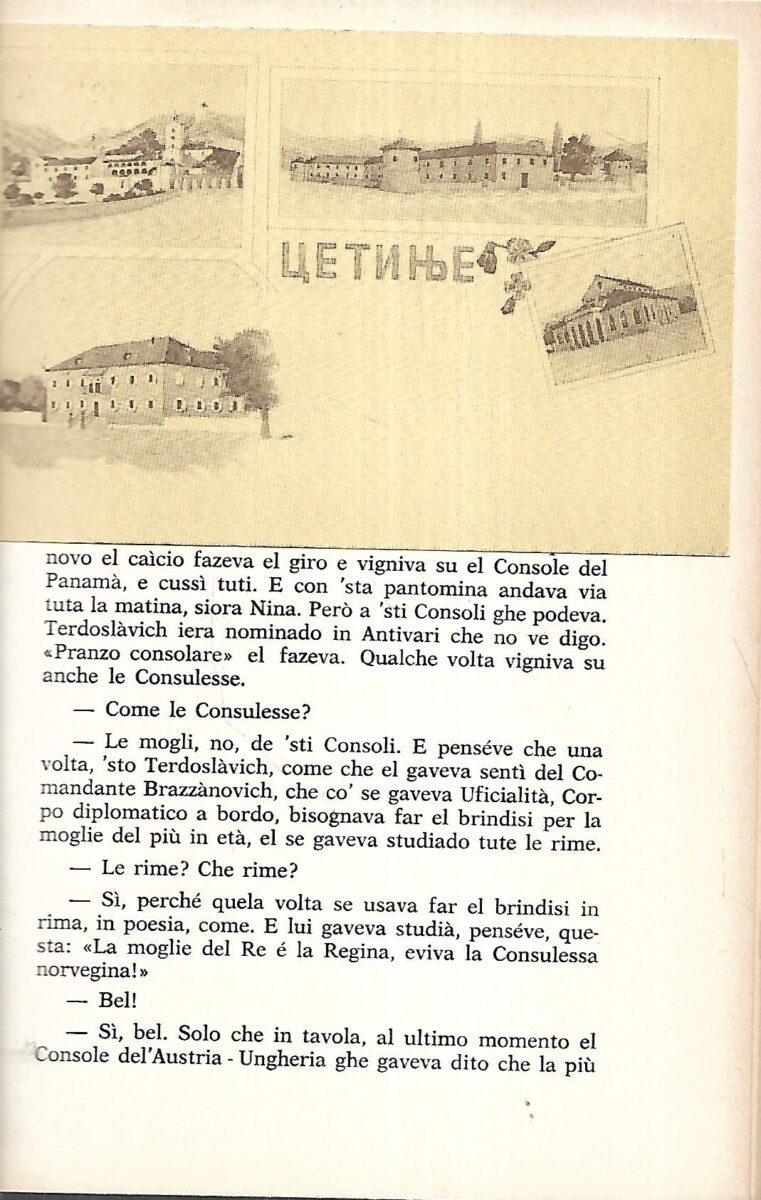 ЦЕТИЊЕ
novo el caìcio fazeva el giro e vigniva su el Console del
Panamà, e cussì tuti. E con 'sta pantomina andava via
tuta la matina, siora Nina. Però a 'sti Consoli ghe podeva.
Terdoslàvich iera nominado in Antivari che no ve digo.
«Pranzo consolare» el fazeva. Qualche volta vigniva su
anche le Consulesse.
— Come le Consulesse?
— Le mogli, no, de 'sti Consoli. E penséve che una
volta, 'sto Terdoslàvich, come che el gaveva sentì del Co-
mandante Brazzànovich, che co' se gaveva Uficialità, Cor-
po diplomatico a bordo, bisognava far el brindisi per la
moglie del più in età, el se gaveva studiado tute le rime.
— Le rime? Che rime?
— Sì, perché quela volta se usava far el brindisi in
rima, in poesia, come. E lui gaveva studià, penséve, que-
sta: «La moglie del Re é la Regina, eviva la Consulessa
norvegina!»
— Bel!
— Sì, bel. Solo che in tavola, al ultimo momento el
Console del'Austria - Ungheria ghe gaveva dito che la più